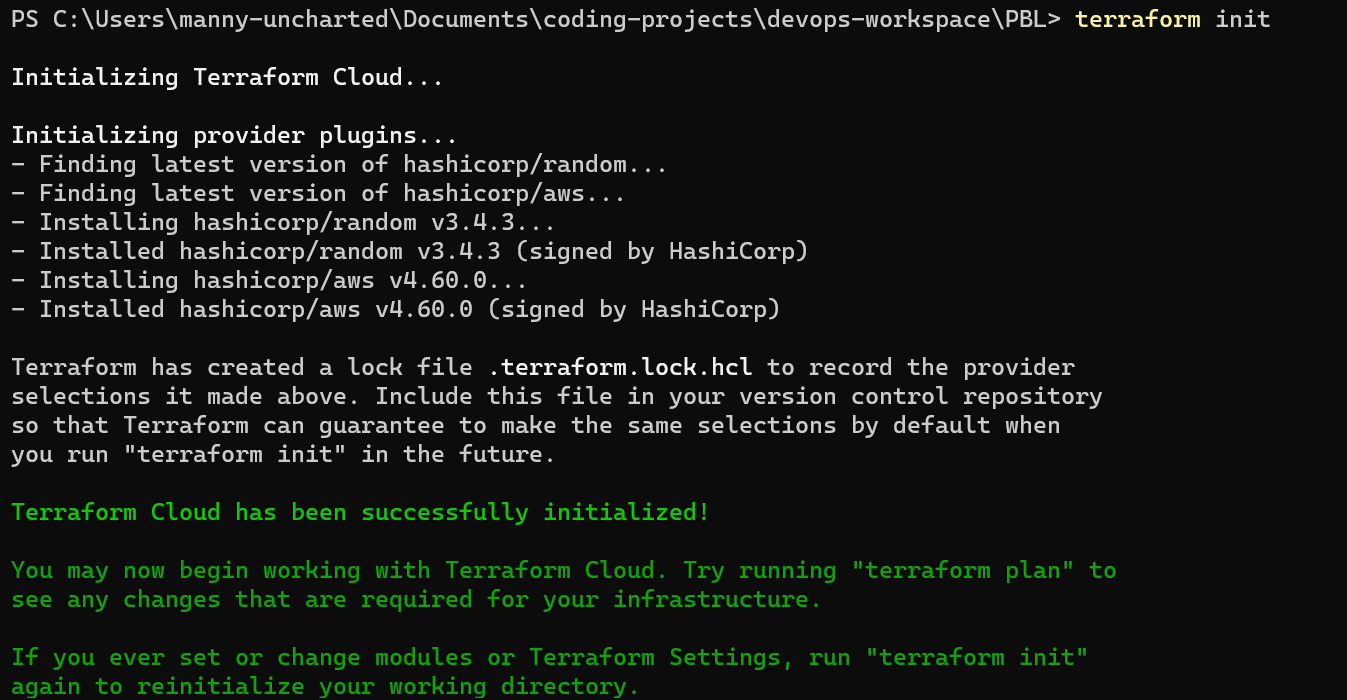 PS C:\Users\manny-uncharted\Documents\coding-projects\devops-workspace\PBL> terraform init
Initializing Terraform Cloud...
Initializing provider plugins...
- Finding latest version of hashicorp/random...
- Finding latest version of hashicorp/aws...
- Installing hashicorp/random v3.4.3...
- Installed hashicorp/random v3.4.3 (signed by HashiCorp)
- Installing hashicorp/aws v4.60.0...
- Installed hashicorp/aws v4.60.0 (signed by HashiCorp)
Terraform has created a lock file .terraform.lock.hcl to record the provider
selections it made above. Include this file in your version control repository
so that Terraform can guarantee to make the same selections by default when
you run "terraform init" in the future.
Terraform Cloud has been successfully initialized!
You may now begin working with Terraform Cloud. Try running "terraform plan" to
see any changes that are required for your infrastructure.
If you ever set or change modules or Terraform Settings, run "terraform init"
again to reinitialize your working directory.